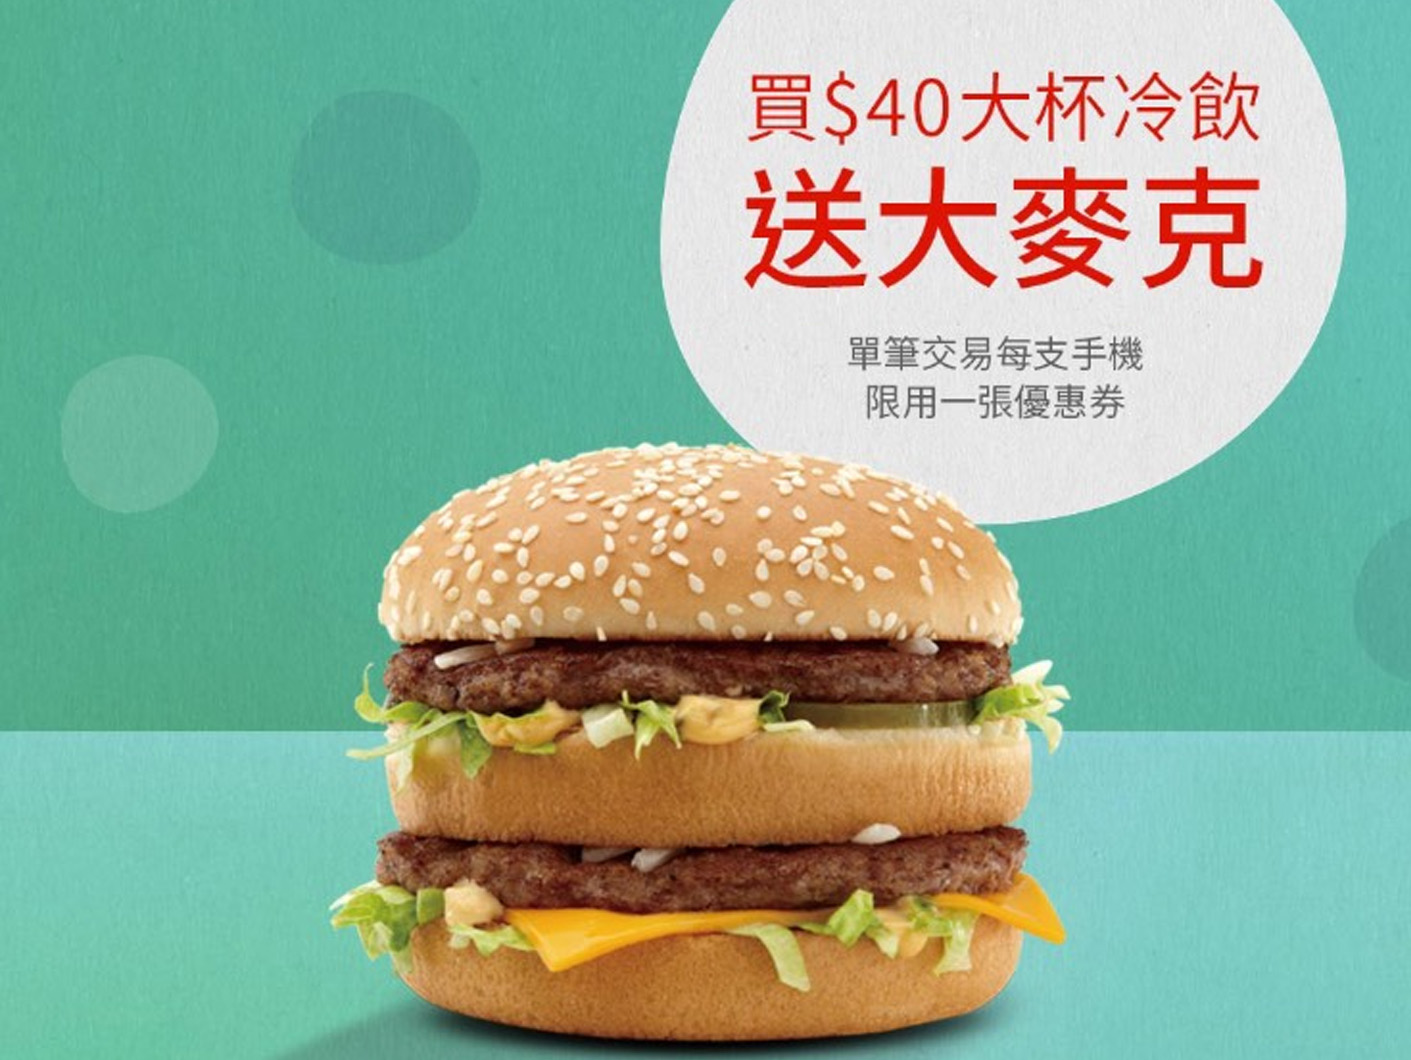 買$40大杯冷飲
送大麥克
單筆交易每支手機
限用一張優惠券